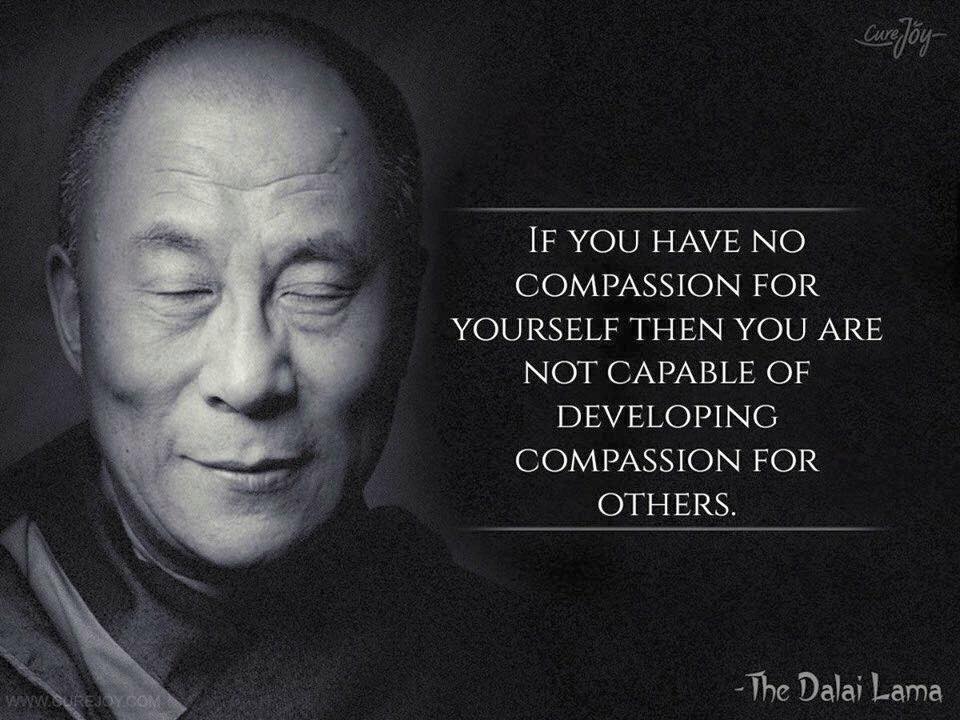 CureJoy
If you have no
compassion for
yourself then you are
not capable of
developing
compassion for
others.
-The Dalai Lama
WWW.CUREJOY.COM